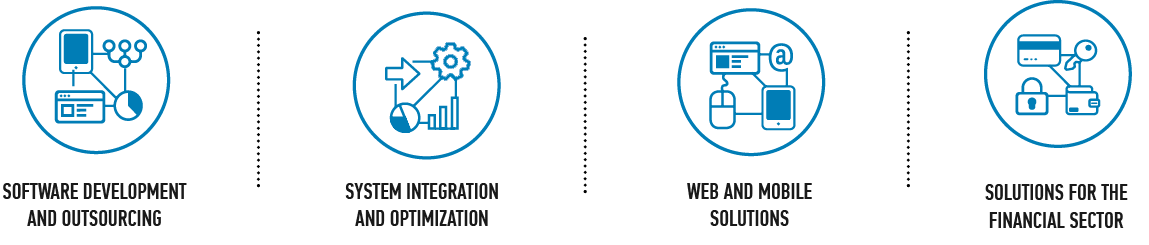 SOFTWARE DEVELOPMENT
AND OUTSOURCING
SYSTEM INTEGRATION
AND OPTIMIZATION
@
WEB AND MOBILE
SOLUTIONS
SOLUTIONS FOR THE
FINANCIAL SECTOR